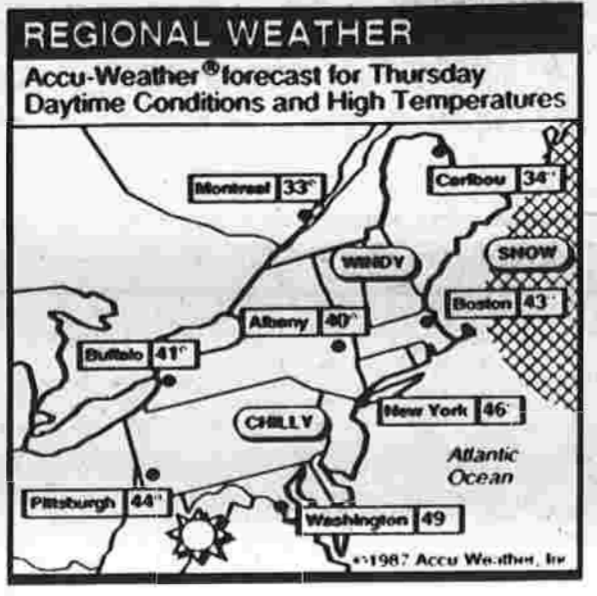 REGIONAL WEATHER
Accu-Weather® forecast for Thursday
Daytime Conditions and High Temperatures
Montreal 33°
Caribou 34°
WINDY
SNOW
Boston 43°
Albany 40°
Buffalo 41°
New York 46°
CHILLY
Atlantic
Ocean
Pittsburgh 44°
Washington 49
©1987 Accu Weather, Inc